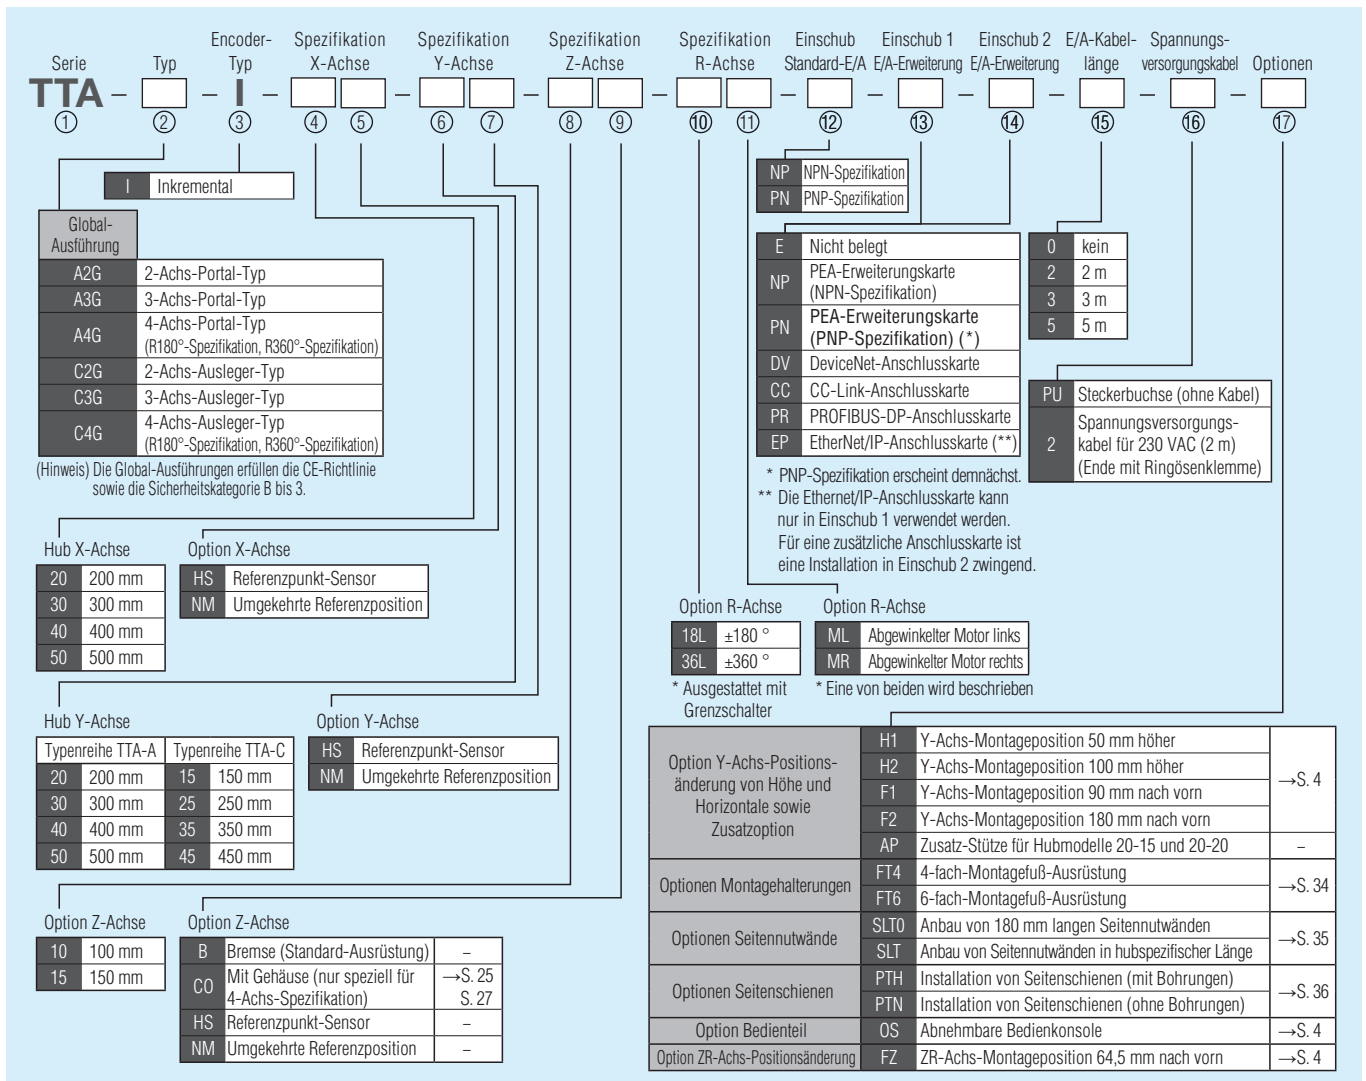 Serie
Typ
Encoder-
Typ
Spezifikation
X-Achse
Spezifikation
Y-Achse
Spezifikation
Z-Achse
Spezifikation
R-Achse
Einschub
Standard-E/A
Einschub 1
E/A-Erweiterung
Einschub 2
E/A-Erweiterung
E/A-Kabel-
länge
Spannungs-
versorgungskabel
Optionen
TTA – – I – – – – – – – – – –
① ② ③ ④ ⑤ ⑥ ⑦ ⑧ ⑨ ⑩ ⑪ ⑫ ⑬ ⑭ ⑮ ⑯ ⑰
I Inkremental
Global-
Ausführung
A2G 2-Achs-Portal-Typ
A3G 3-Achs-Portal-Typ
A4G 4-Achs-Portal-Typ
(R180°-Spezifikation, R360°-Spezifikation)
C2G 2-Achs-Ausleger-Typ
C3G 3-Achs-Ausleger-Typ
C4G 4-Achs-Ausleger-Typ
(R180°-Spezifikation, R360°-Spezifikation)
(Hinweis) Die Global-Ausführungen erfüllen die CE-Richtlinie
sowie die Sicherheitskategorie B bis 3.
NP NPN-Spezifikation
PN PNP-Spezifikation
E Nicht belegt
NP PEA-Erweiterungskarte
(NPN-Spezifikation)
PN PEA-Erweiterungskarte
(PNP-Spezifikation) (*)
DV DeviceNet-Anschlusskarte
CC CC-Link-Anschlusskarte
PR PROFIBUS-DP-Anschlusskarte
EP EtherNet/IP-Anschlusskarte (**)
* PNP-Spezifikation erscheint demnächst.
** Die Ethernet/IP-Anschlusskarte kann
nur in Einschub 1 verwendet werden.
Für eine zusätzliche Anschlusskarte ist
eine Installation in Einschub 2 zwingend.
0 kein
2 2 m
3 3 m
5 5 m
PU Steckerbuchse (ohne Kabel)
2 Spannungsversorgungs-
kabel für 230 VAC (2 m)
(Ende mit Ringösenklemme)
Hub X-Achse
20 200 mm
30 300 mm
40 400 mm
50 500 mm
Option X-Achse
HS Referenzpunkt-Sensor
NM Umgekehrte Referenzposition
Option R-Achse
18L ±180 °
36L ±360 °
* Ausgestattet mit
Grenzschalter
Option R-Achse
ML Abgewinkelter Motor links
MR Abgewinkelter Motor rechts
* Eine von beiden wird beschrieben
Hub Y-Achse
Typenreihe TTA-A Typenreihe TTA-C
20 200 mm 15 150 mm
30 300 mm 25 250 mm
40 400 mm 35 350 mm
50 500 mm 45 450 mm
Option Y-Achse
HS Referenzpunkt-Sensor
NM Umgekehrte Referenzposition
Option Z-Achse
10 100 mm
15 150 mm
Option Z-Achse
B Bremse (Standard-Ausrüstung) –
CO Mit Gehäuse (nur speziell für →S. 25
4-Achs-Spezifikation) S. 27
HS Referenzpunkt-Sensor –
NM Umgekehrte Referenzposition –
Option Y-Achs-Positions-
änderung von Höhe und
Horizontale sowie
Zusatzoption
H1 Y-Achs-Montageposition 50 mm höher
H2 Y-Achs-Montageposition 100 mm höher
F1 Y-Achs-Montageposition 90 mm nach vorn
F2 Y-Achs-Montageposition 180 mm nach vorn
→S. 4
AP Zusatz-Stütze für Hubmodelle 20-15 und 20-20 –
Optionen Montagehalterungen
FT4 4-fach-Montagefuß-Ausrüstung
FT6 6-fach-Montagefuß-Ausrüstung
→S. 34
Optionen Seitennutwände
SLT0 Anbau von 180 mm langen Seitennutwänden
SLT Anbau von Seitennutwänden in hubspezifischer Länge
→S. 35
Optionen Seitenschienen
PTH Installation von Seitenschienen (mit Bohrungen)
PTN Installation von Seitenschienen (ohne Bohrungen)
→S. 36
Option Bedienteil OS Abnehmbare Bedienkonsole →S. 4
Option ZR-Achs-Positionsänderung FZ ZR-Achs-Montageposition 64,5 mm nach vorn →S. 4